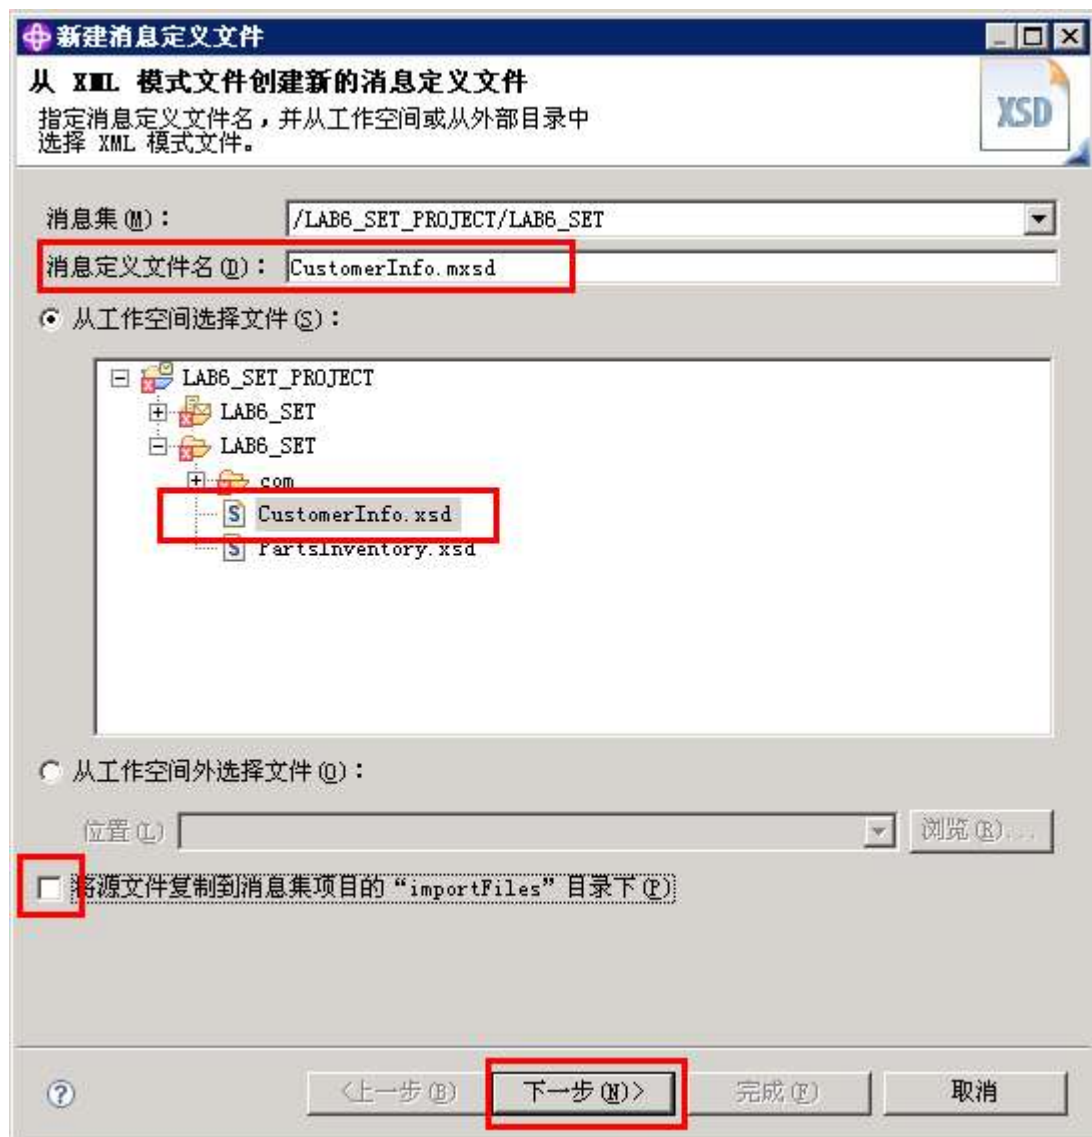 新建消息定义文件
从 XML 模式文件创建新的消息定义文件
指定消息定义文件名，并从工作空间或从外部目录中
选择 XML 模式文件。
XSD
消息集(M)： /LAB6_SET_PROJECT/LAB6_SET
消息定义文件名(D)： CustomerInfo.mxsd
从工作空间选择文件(S)：
LAB6_SET_PROJECT
LAB6_SET
LAB6_SET
com
CustomerInfo.xsd
PartsInventory.xsd
从工作空间外选择文件(O)：
位置(L) 浏览(R)...
将源文件复制到消息集项目的“importFiles”目录下(P)
<上一步(B) 下一步(N)> 完成(F) 取消